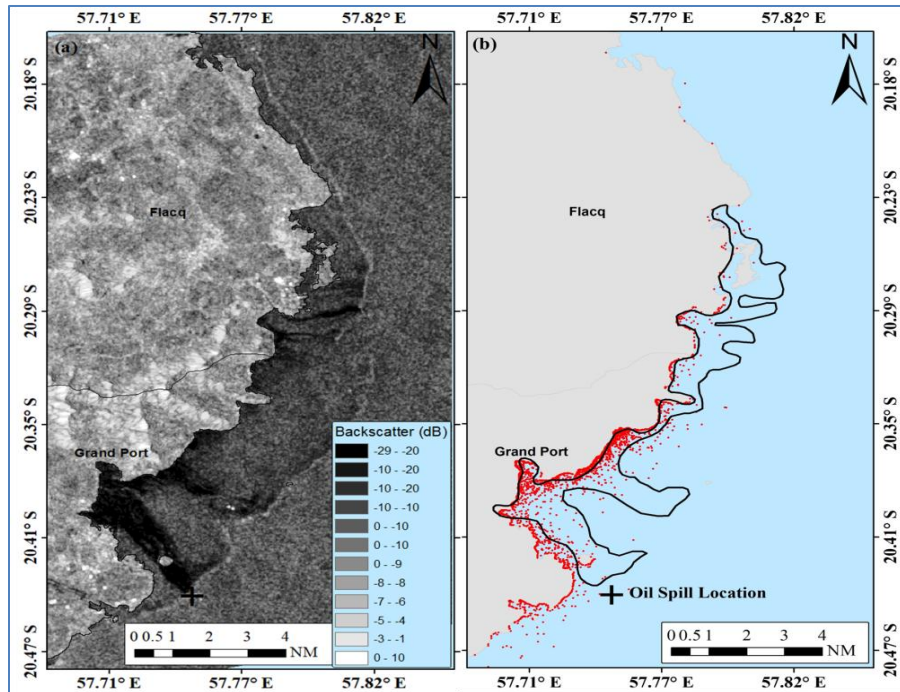 57.71 E 57.77 E 57.82 E 57.71 E 57.77 E 57.82 E
(a) N (b) N
20.18°S 20.18°S
20.23°S 20.23°S
Flacq Flacq
20.29°S 20.29°S
20.35°S 20.35°S
Grand Port Grand Port
Backscatter (dB)
-29 - -20
-10 - -20
-10 - -10
0 - -10
0 - -10
0 - -9
-8 - -8
-7 - -6
-5 - -4
-3 - -1
0 - 10
20.41°S 20.41°S
Oil Spill Location
0 0.5 1 2 3 4 NM 0 0.5 1 2 3 4 NM
20.47°S 20.47°S
57.71 E 57.77 E 57.82 E 57.71 E 57.77 E 57.82 E